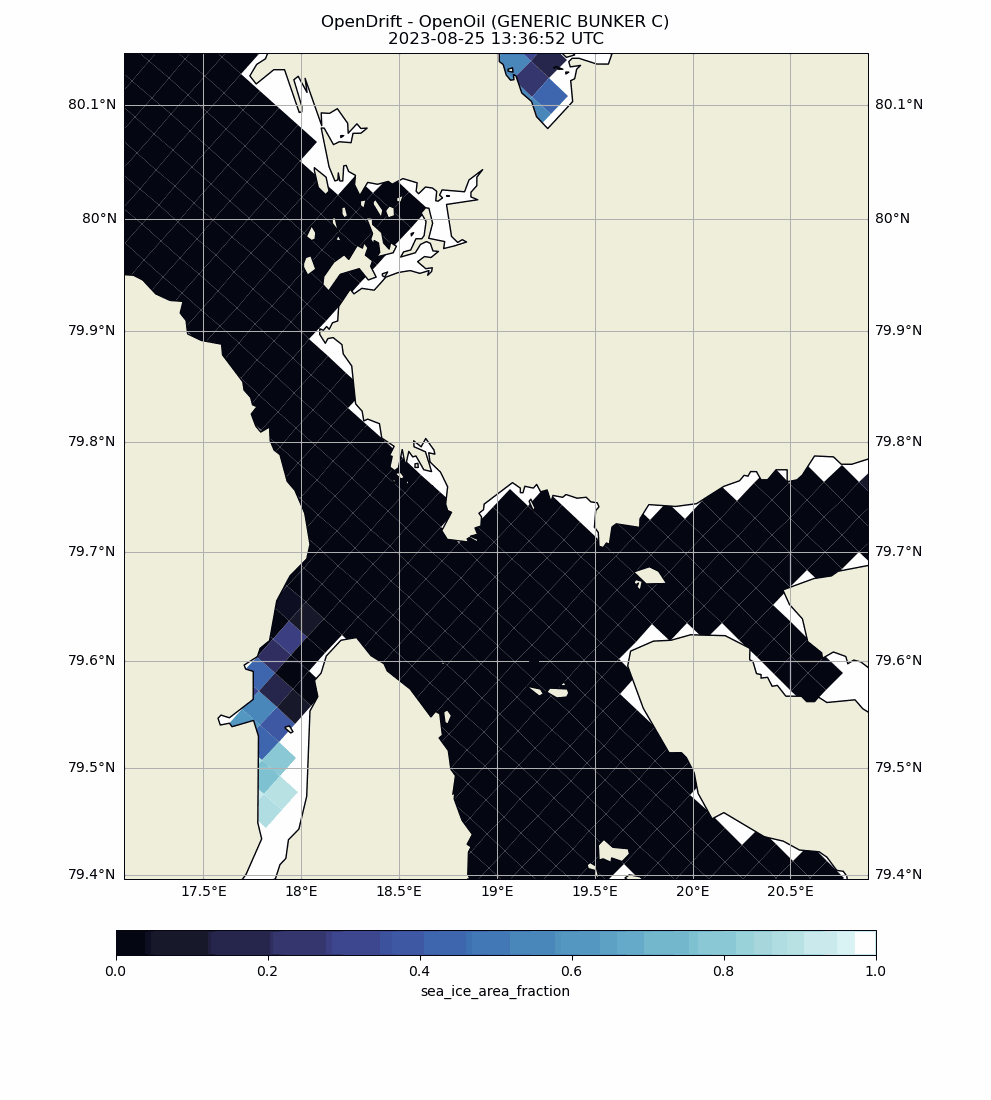 OpenDrift - OpenOil (GENERIC BUNKER C)
2023-08-25 13:36:52 UTC
80.1°N 80.1°N
80°N 80°N
79.9°N 79.9°N
79.8°N 79.8°N
79.7°N 79.7°N
79.6°N 79.6°N
79.5°N 79.5°N
79.4°N 79.4°N
17.5°E 18°E 18.5°E 19°E 19.5°E 20°E 20.5°E
0.0 0.2 0.4 0.6 0.8 1.0
sea_ice_area_fraction